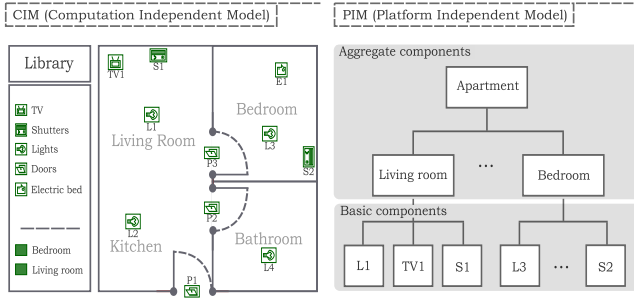 CIM (Computation Independent Model)
Library
TV
Shutters
Lights
Doors
Electric bed
Bedroom
Living room
TV1
S1
E1
L1
Living Room
Bedroom
L3
P3
S2
P2
L2
Kitchen
Bathroom
L4
P1
PIM (Platform Independent Model)
Aggregate components
Apartment
Living room
...
Bedroom
Basic components
L1
TV1
S1
L3
...
S2